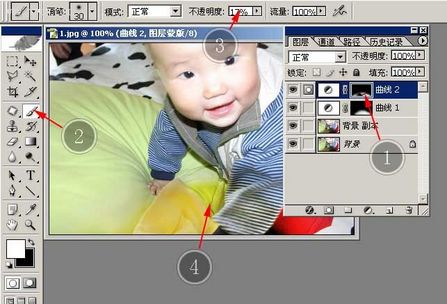 画笔: 30 模式: 正常 不透明度: 17% 流量: 100%
1.jpg @ 100% (曲线 2, 图层蒙版/8)
图层 通道 路径 历史记录
正常 不透明度: 100%
锁定: 填充: 100%
曲线 2
曲线 1
背景 副本
背景
1
2
3
4
T